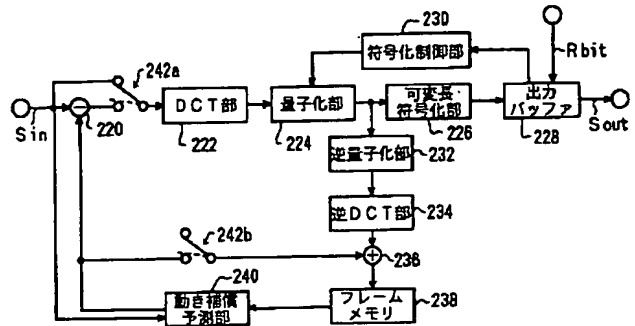 230
符号化制御部
Rbit
242a
Sin
220
DCT部
222
量子化部
224
可変長
符号化部
226
出力
バッファ
228
Sout
逆量子化部
232
逆DCT部
234
242b
236
240
動き補償
予測部
フレーム
メモリ
238